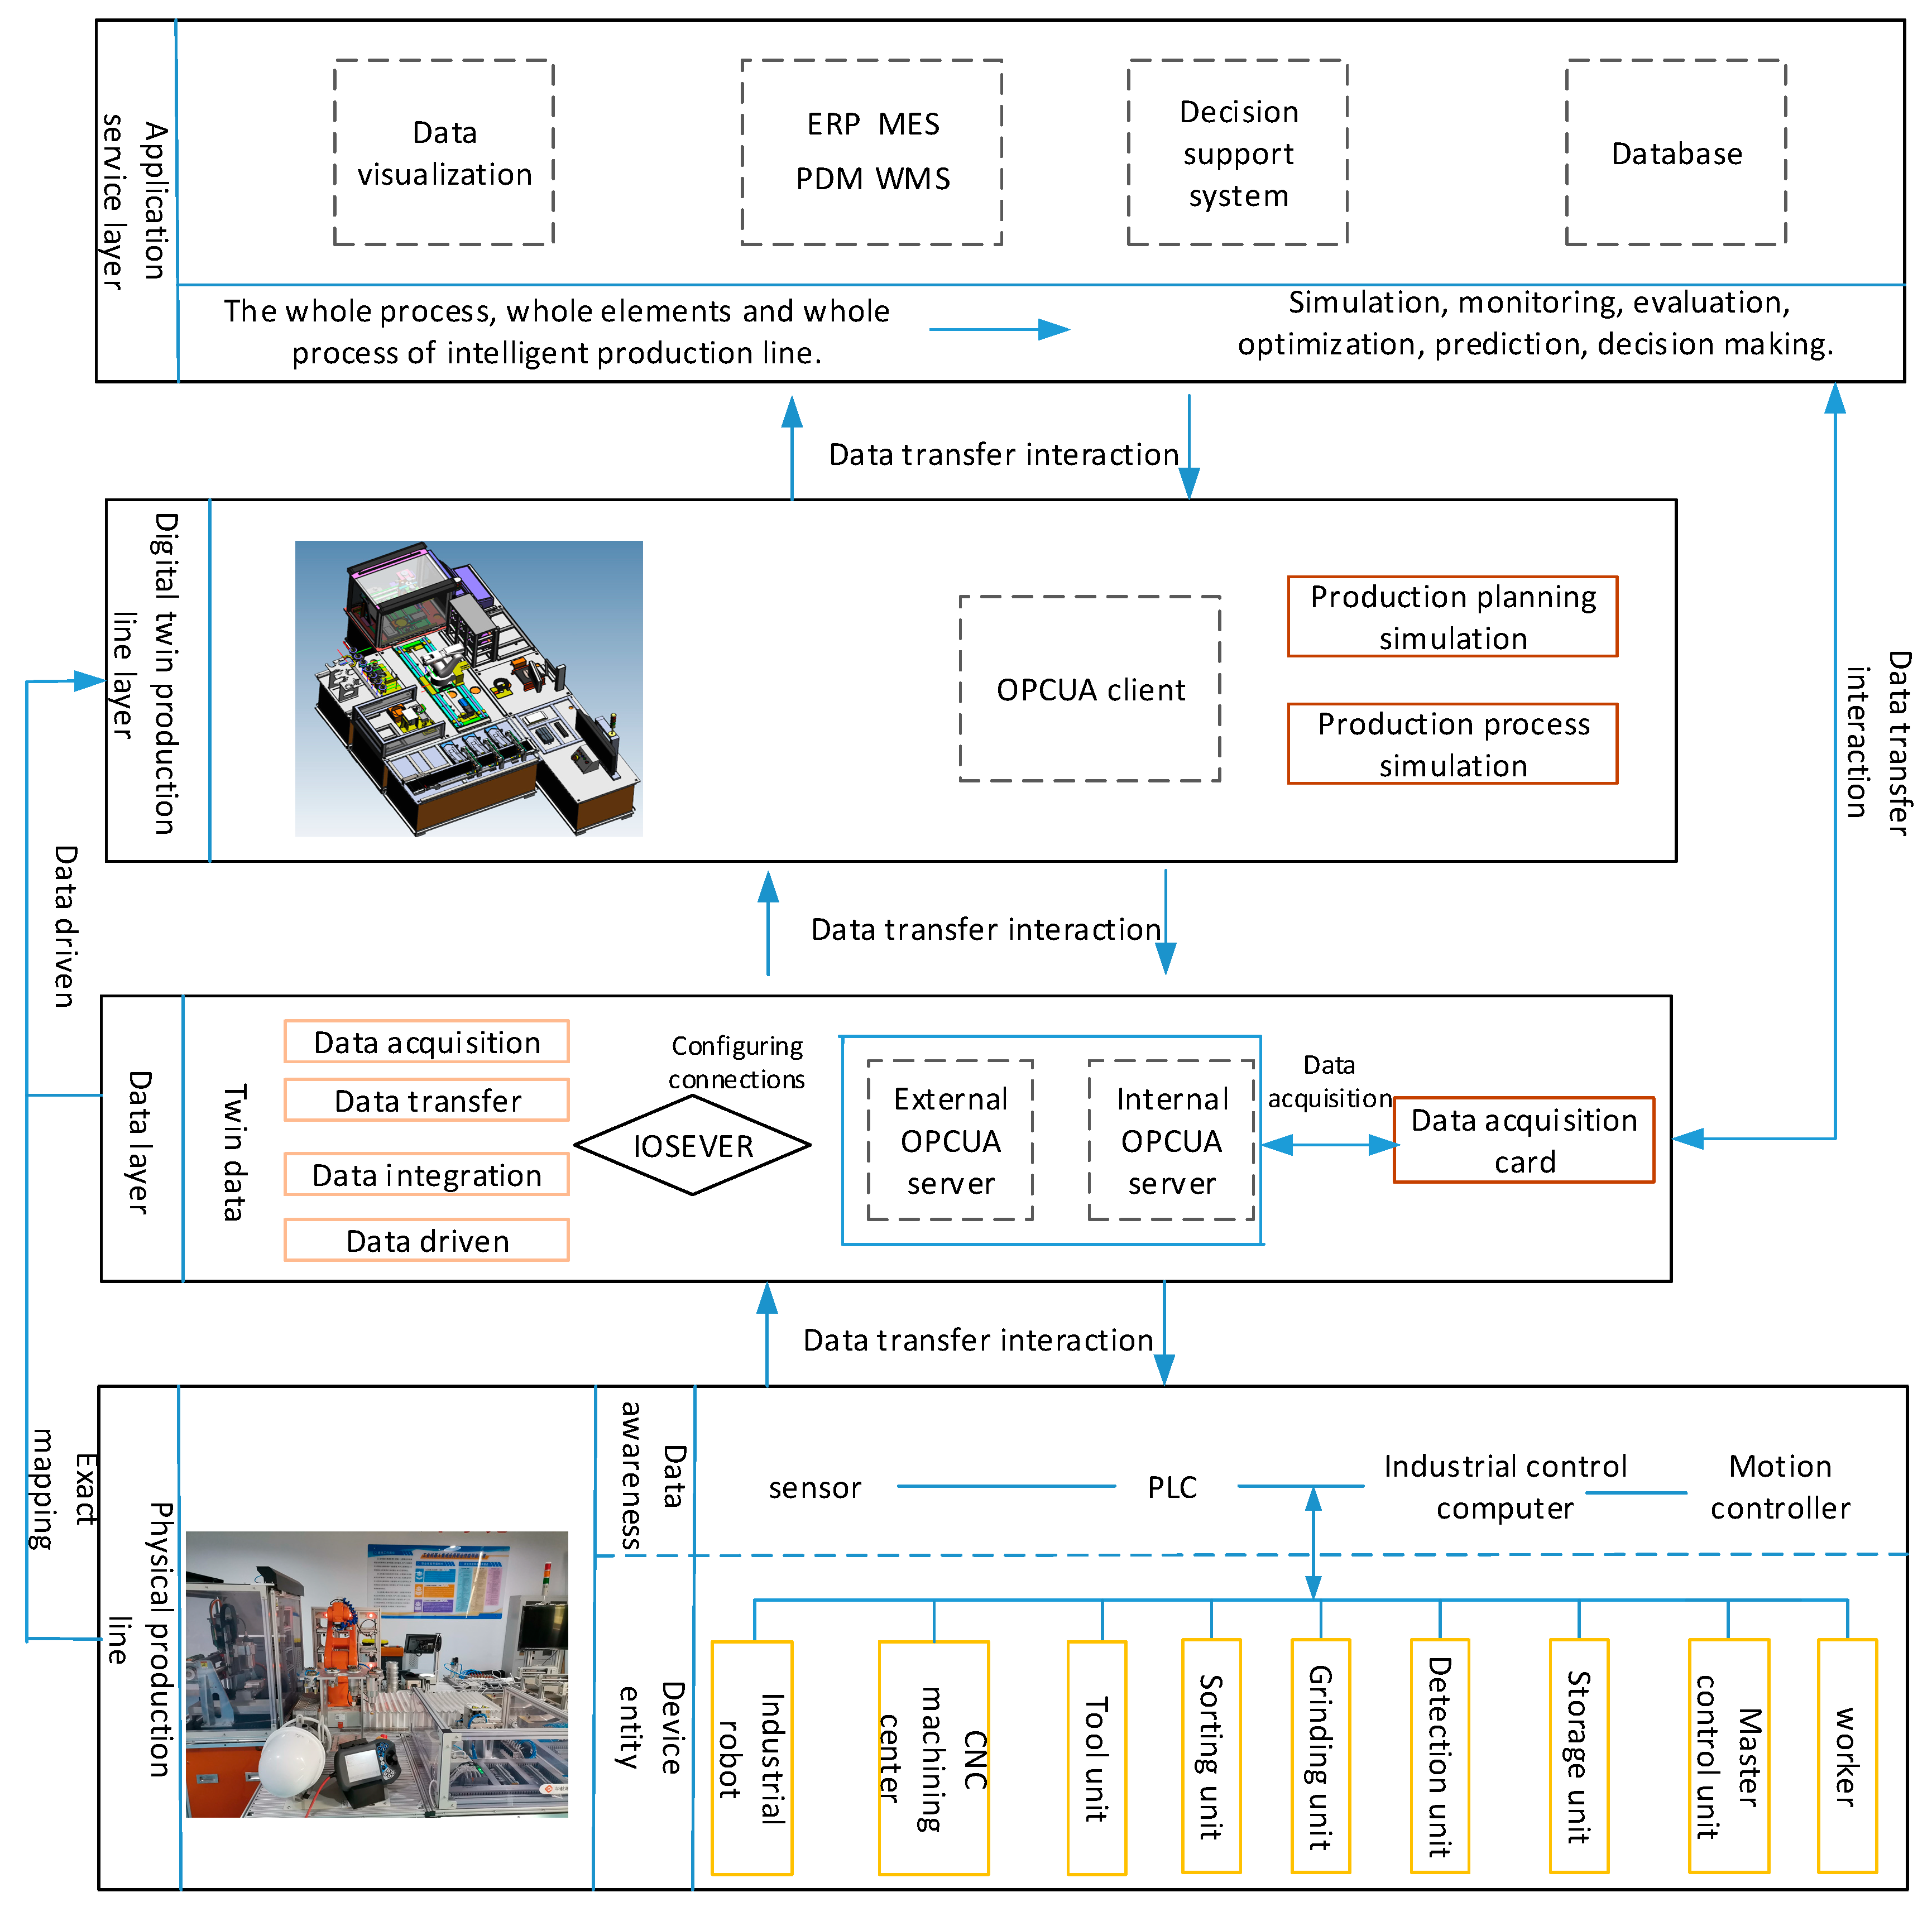 Application
service layer
Data
visualization
ERP MES
PDM WMS
Decision
support
system
Database
The whole process, whole elements and whole
process of intelligent production line.
Simulation, monitoring, evaluation,
optimization, prediction, decision making.
Data transfer interaction
Data transfer
interaction
Digital twin production
line layer
OPCUA client
Production planning
simulation
Production process
simulation
Data driven
Data transfer interaction
Data layer
Twin data
Data acquisition
Data transfer
Data integration
Data driven
Configuring
connections
IOSEVER
External
OPCUA
server
Internal
OPCUA
server
Data
acquisition
Data acquisition
card
Data transfer interaction
Exact
mapping
Physical production
line
Data
awareness
sensor
PLC
Industrial control
computer
Motion
controller
Device
entity
Industrial
robot
CNC
machining
center
Tool unit
Sorting unit
Grinding unit
Detection unit
Storage unit
Master
control unit
worker